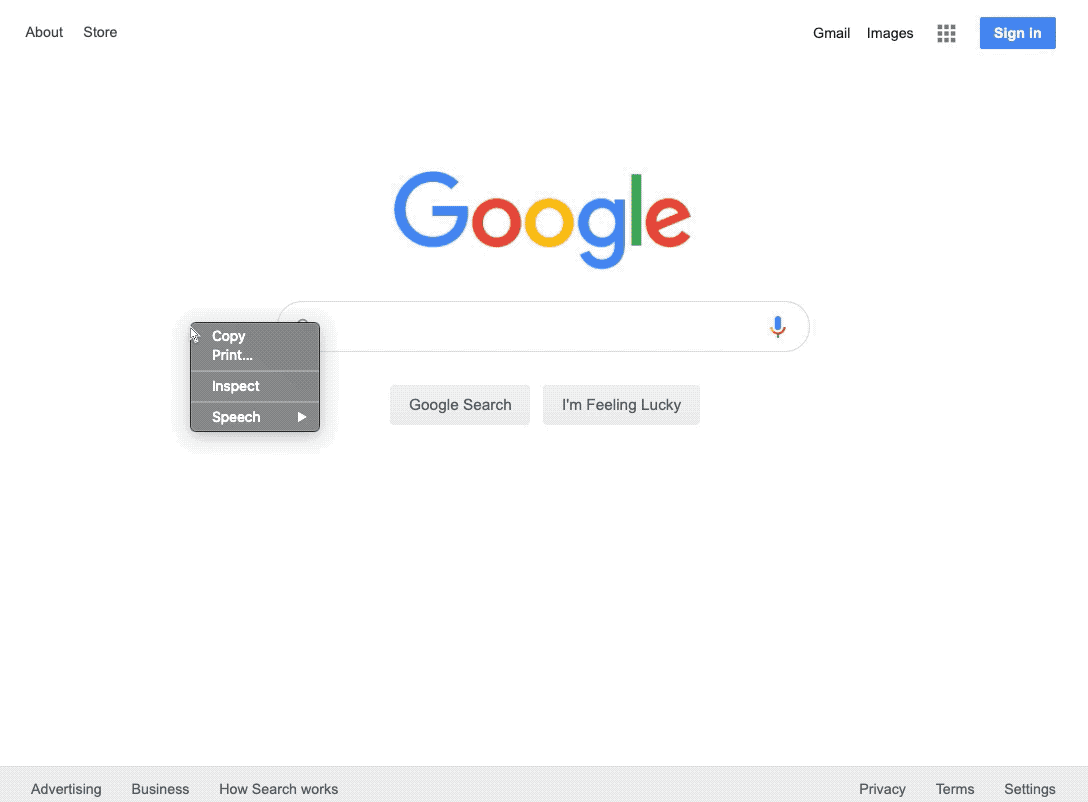 About Store
Gmail Images Sign in
Google
Copy
Print...
Inspect
Speech
Google Search I'm Feeling Lucky
Advertising Business How Search works
Privacy Terms Settings